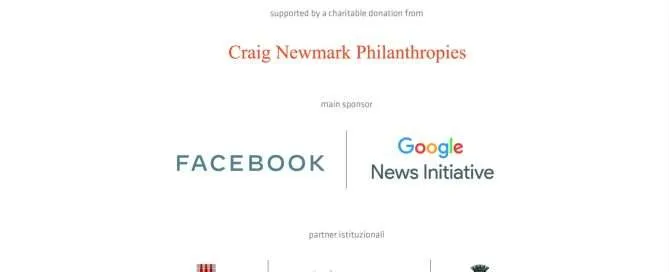 supported by a charitable donation from
Craig Newmark Philanthropies
main sponsor
FACEBOOK
Google
News Initiative
partner istituzionali